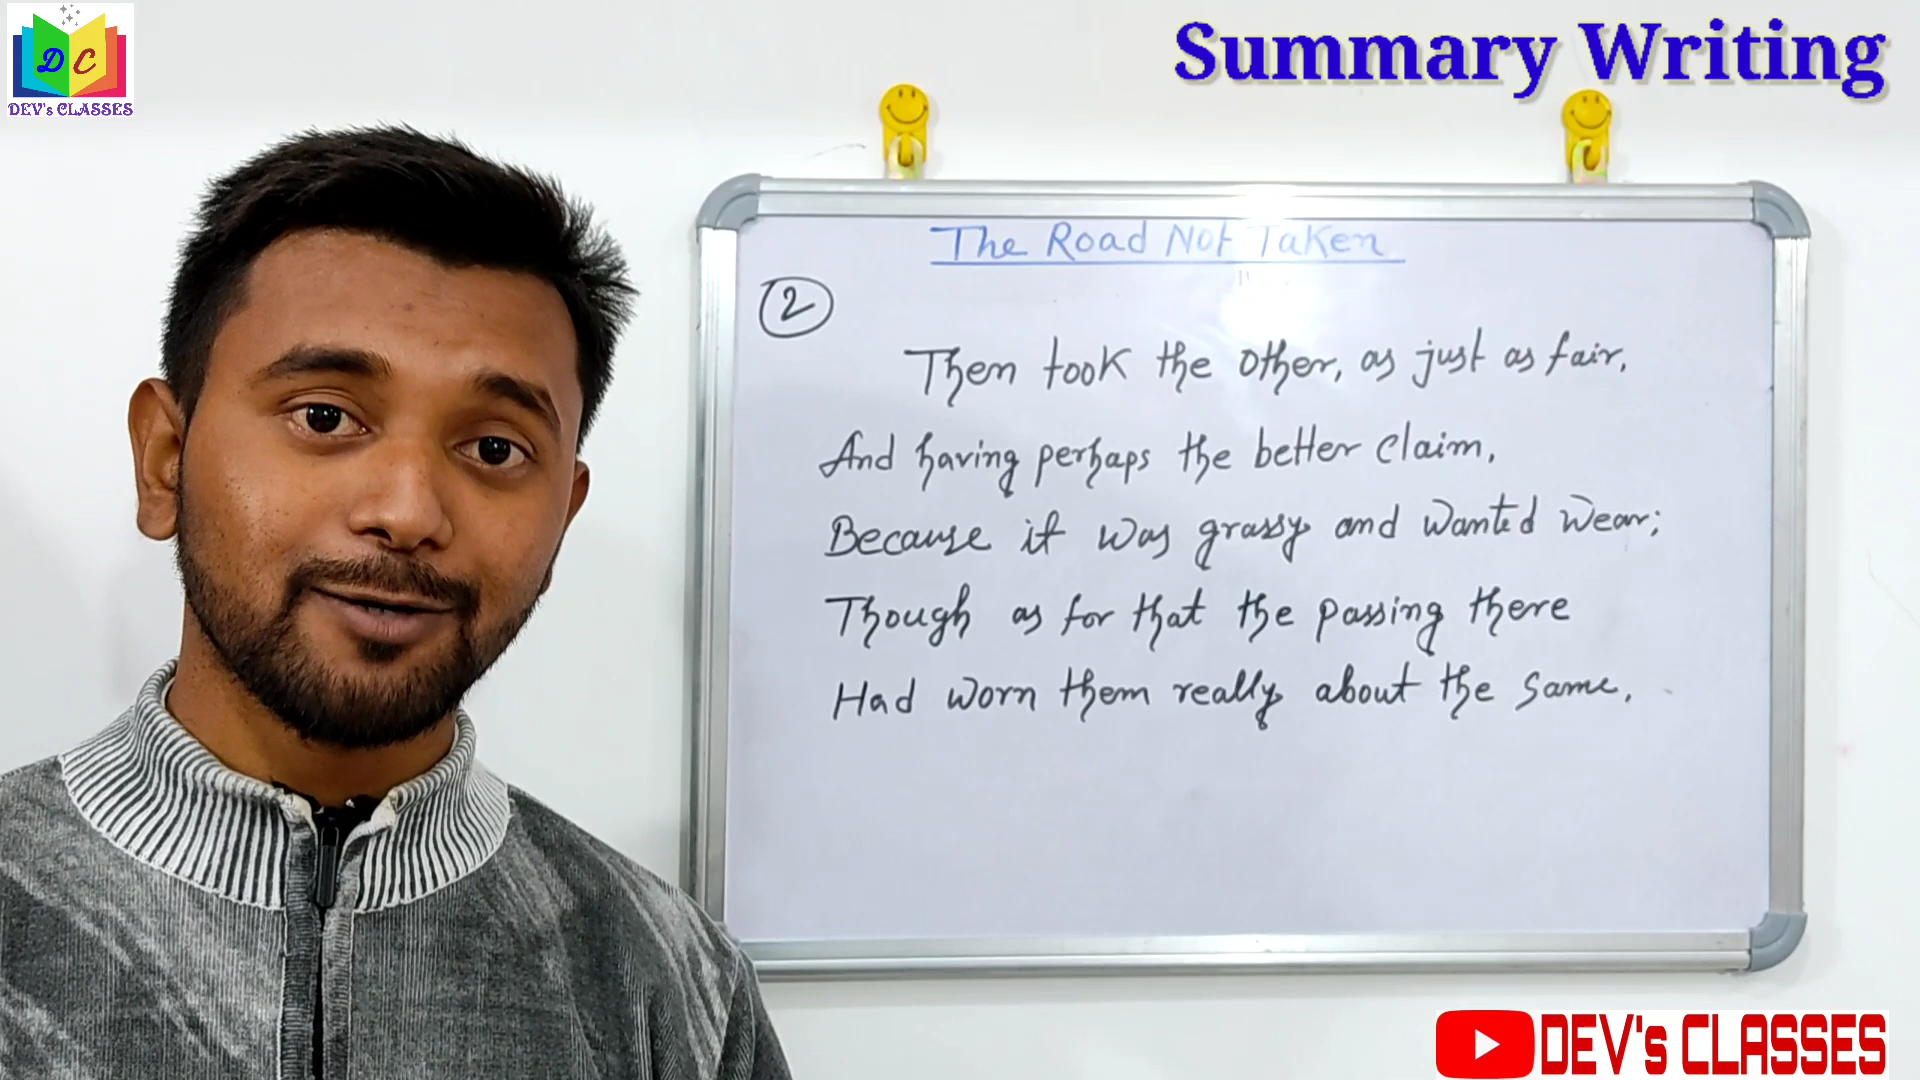 D C
DEV's CLASSES
Summary Writing
The Road Not Taken
2
Then took the other, as just as fair,
And having perhaps the better claim,
Because it was grassy and wanted wear;
Though as for that the passing there
Had worn them really about the same,
DEV's CLASSES